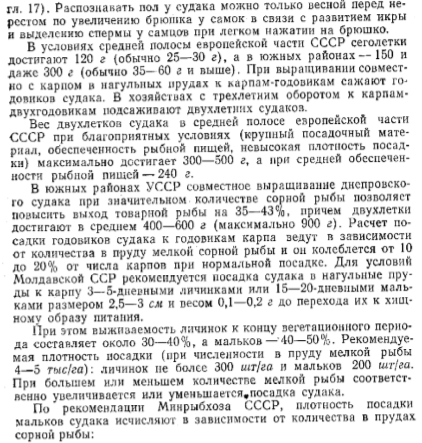 гл. 17). Распознавать пол у судака можно только весной перед не-
рестом по увеличению брюшка у самок в связи с развитием икры
и выделению спермы у самцов при легком нажатии на брюшко.
В условиях средней полосы европейской части СССР сеголетки
достигают 120 г (обычно 25—30 г), а в южных районах — 150 и
даже 300 г (обычно 35—60 г и выше). При выращивании совмест-
но с карпом в нагульных прудах к карпам-годовикам сажают го-
довиков судака. В хозяйствах с трехлетним оборотом к карпам-
двухгодовикам подсаживают двухлетних судаков.
Вес двухлетков судака в средней полосе европейской части
СССР при благоприятных условиях (крупный посадочный мате-
риал, обеспеченность рыбной пищей, невысокая плотность посад-
ки) максимально достигает 300—500 г, а при средней обеспечен-
ности рыбной пищей — 240 г.
В южных районах УССР совместное выращивание днепровско-
го судака при значительном количестве сорной рыбы позволяет
повысить выход товарной рыбы на 35—43%, причем двухлетки
достигают в среднем 400—600 г (максимально 900 г). Расчет по-
садки годовиков судака к годовикам карпа ведут в зависимости
от количества в пруду мелкой сорной рыбы и он колеблется от 10
до 20% от числа карпов при нормальной посадке. Для условий
Молдавской ССР рекомендуется посадка судака в нагульные пру-
ды к карпу 3—5-дневными личинками или 15—20-дневными маль-
ками размером 2,5—3 см и весом 0,1—0,2 г до перехода их к хищ-
ному образу питания.
При этом выживаемость личинок к концу вегетационного перио-
да составляет около 30—40%, а мальков — 40—50%. Рекомендуе-
мая плотность посадки (при численности в пруду мелкой рыбы
4—5 тыс/га): личинок не более 300 шт/га и мальков 200 шт/га.
При большем или меньшем количестве мелкой рыбы соответст-
венно увеличивается или уменьшается посадка судака.
По рекомендации Минрыбхоза СССР, плотность посадки
мальков судака исчисляют в зависимости от количества в прудах
сорной рыбы: